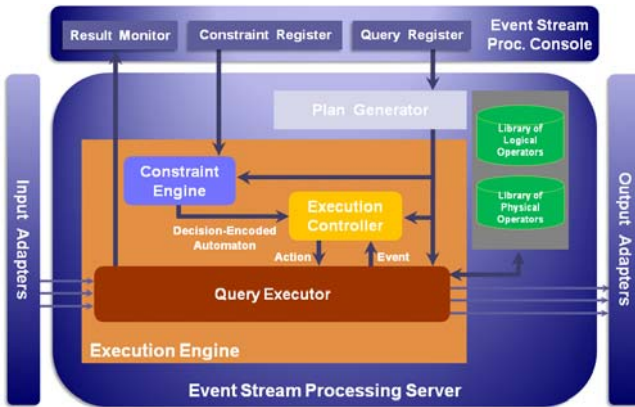 Result Monitor
Constraint Register
Query Register
Event Stream
Proc. Console
Plan Generator
Library of
Logical
Operators
Library of
Physical
Operators
Constraint
Engine
Execution
Controller
Decision-Encoded
Automaton
Action
Event
Query Executor
Execution Engine
Event Stream Processing Server
Input Adapters
Output Adapters